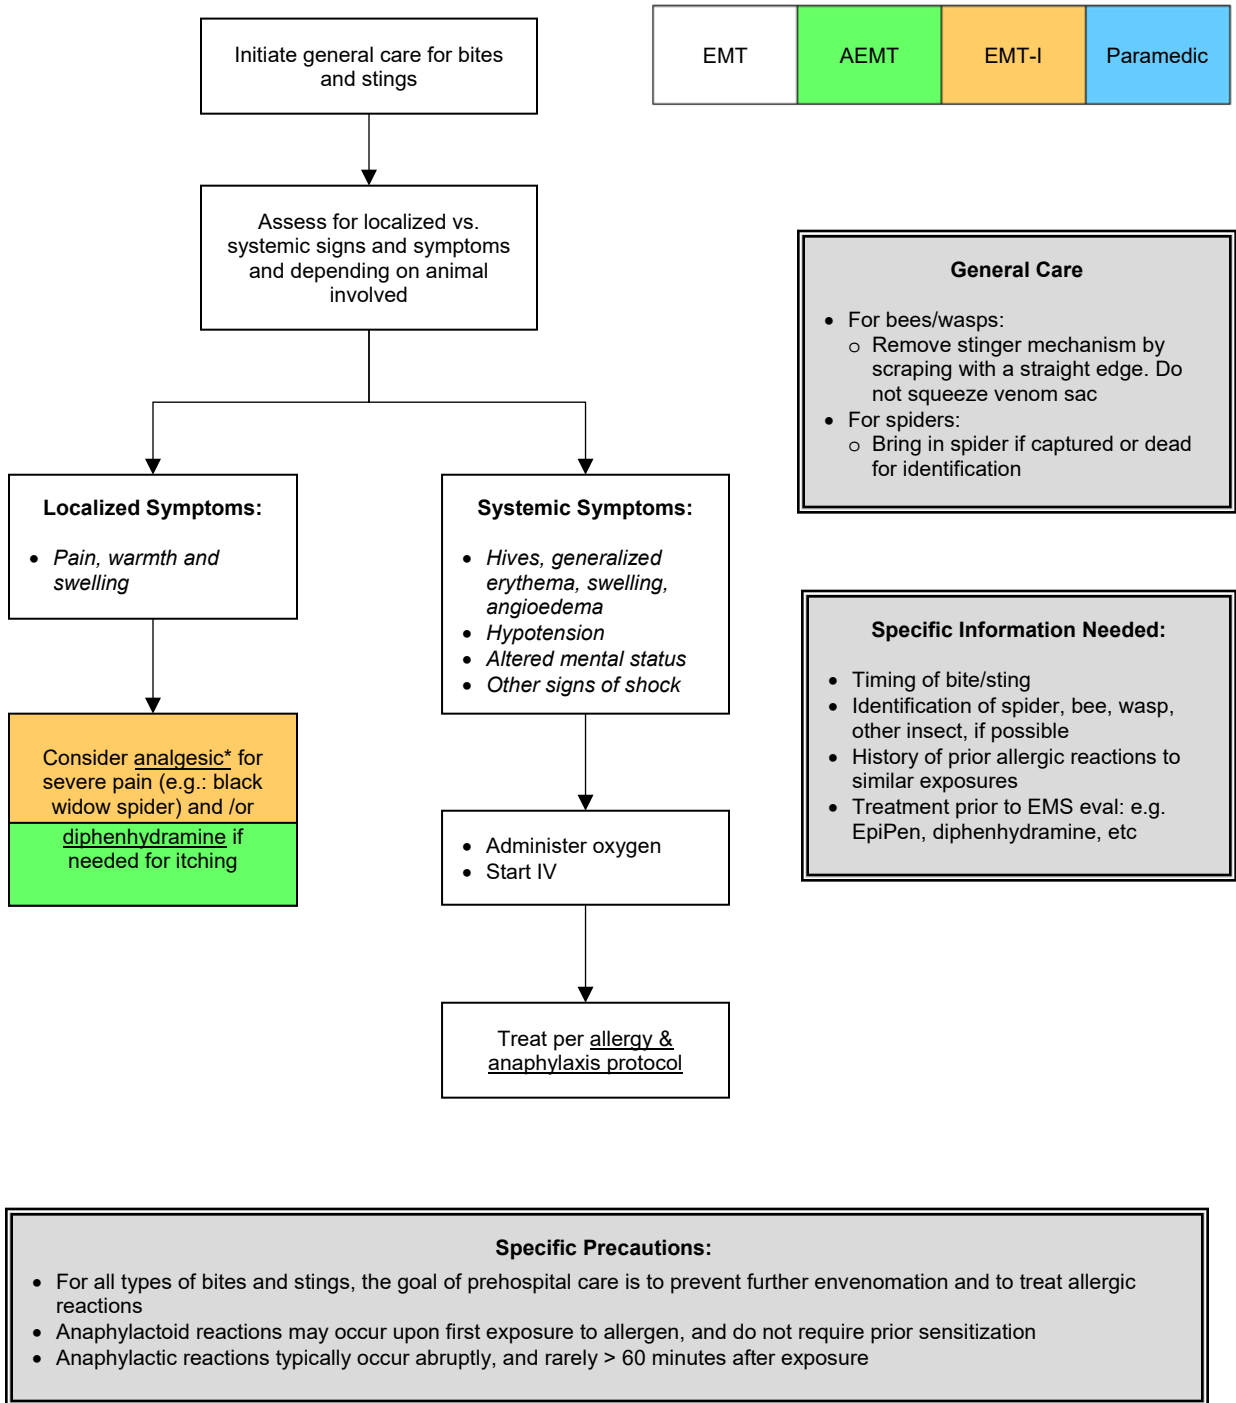 Initiate general care for bites
and stings
EMT
AEMT
EMT-I
Paramedic
Assess for localized vs.
systemic signs and symptoms
and depending on animal
involved
General Care
• For bees/wasps:
o Remove stinger mechanism by
scraping with a straight edge. Do
not squeeze venom sac
• For spiders:
o Bring in spider if captured or dead
for identification
Localized Symptoms:
• Pain, warmth and
swelling
Systemic Symptoms:
• Hives, generalized
erythema, swelling,
angioedema
• Hypotension
• Altered mental status
• Other signs of shock
Specific Information Needed:
• Timing of bite/sting
• Identification of spider, bee, wasp,
other insect, if possible
• History of prior allergic reactions to
similar exposures
• Treatment prior to EMS eval: e.g.
EpiPen, diphenhydramine, etc
Consider analgesic* for
severe pain (e.g.: black
widow spider) and /or
diphenhydramine if
needed for itching
• Administer oxygen
• Start IV
Treat per allergy &
anaphylaxis protocol
Specific Precautions:
• For all types of bites and stings, the goal of prehospital care is to prevent further envenomation and to treat allergic
reactions
• Anaphylactoid reactions may occur upon first exposure to allergen, and do not require prior sensitization
• Anaphylactic reactions typically occur abruptly, and rarely > 60 minutes after exposure